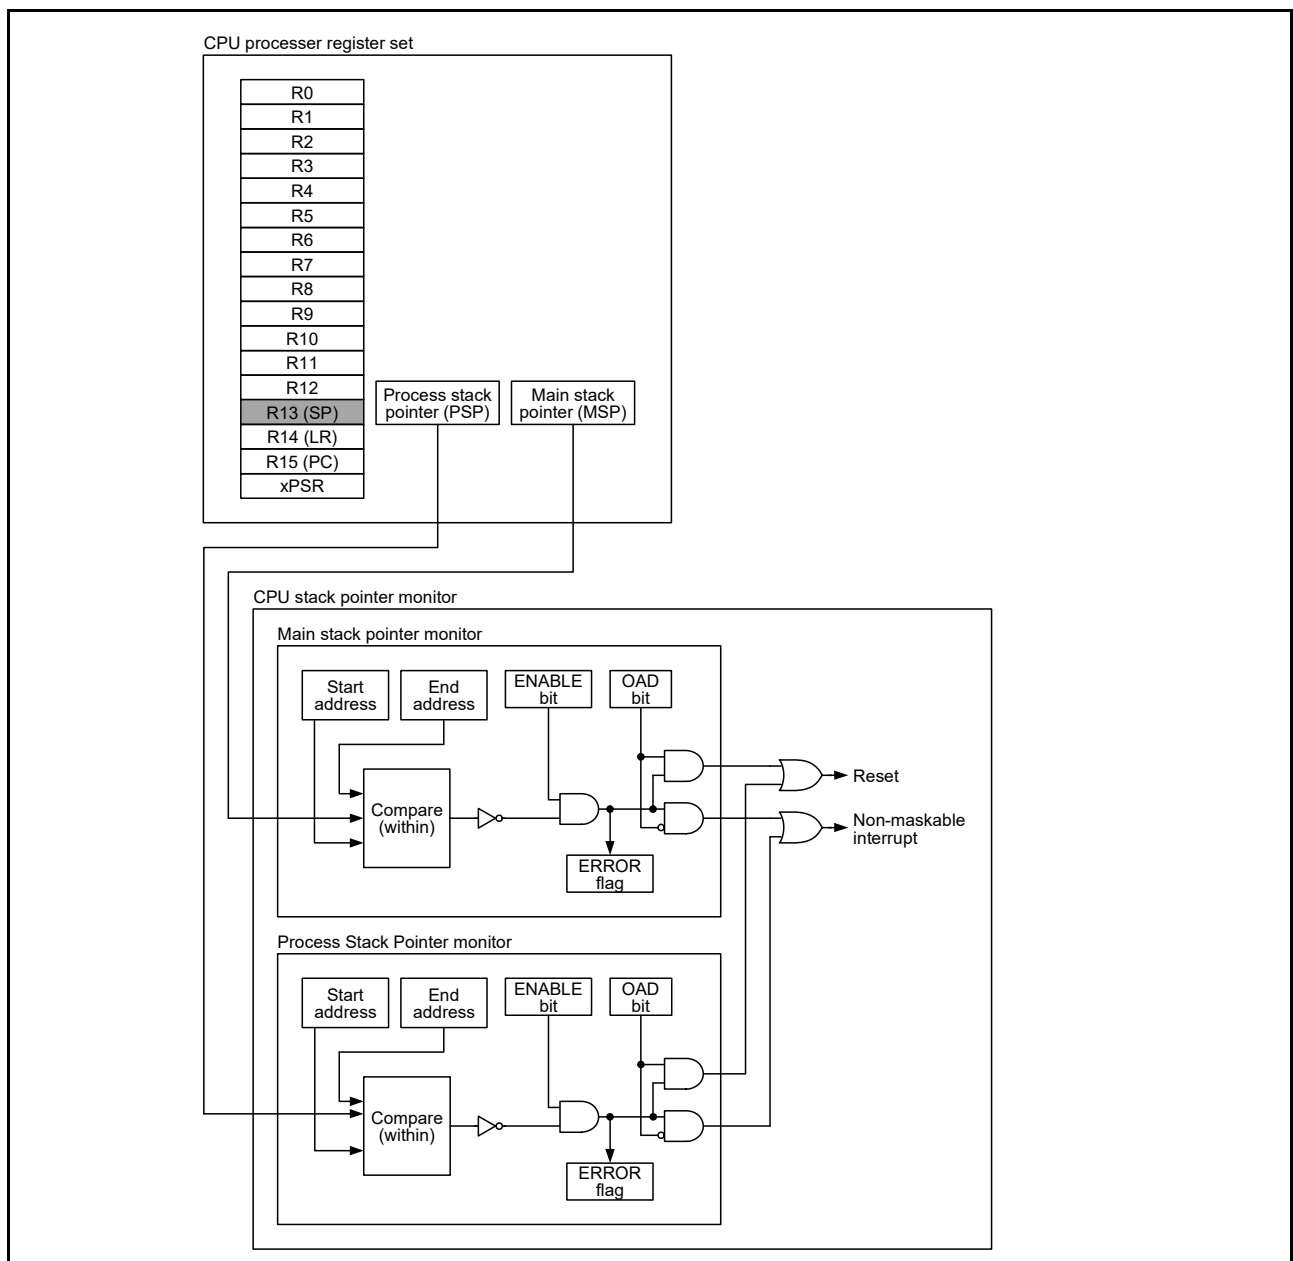 CPU processer register set
R0
R1
R2
R3
R4
R5
R6
R7
R8
R9
R10
R11
R12
R13 (SP)
R14 (LR)
R15 (PC)
xPSR
Process stack
pointer (PSP)
Main stack
pointer (MSP)
CPU stack pointer monitor
Main stack pointer monitor
Start
address
End
address
ENABLE
bit
OAD
bit
Compare
(within)
ERROR
flag
Reset
Non-maskable
interrupt
Process Stack Pointer monitor
Start
address
End
address
ENABLE
bit
OAD
bit
Compare
(within)
ERROR
flag